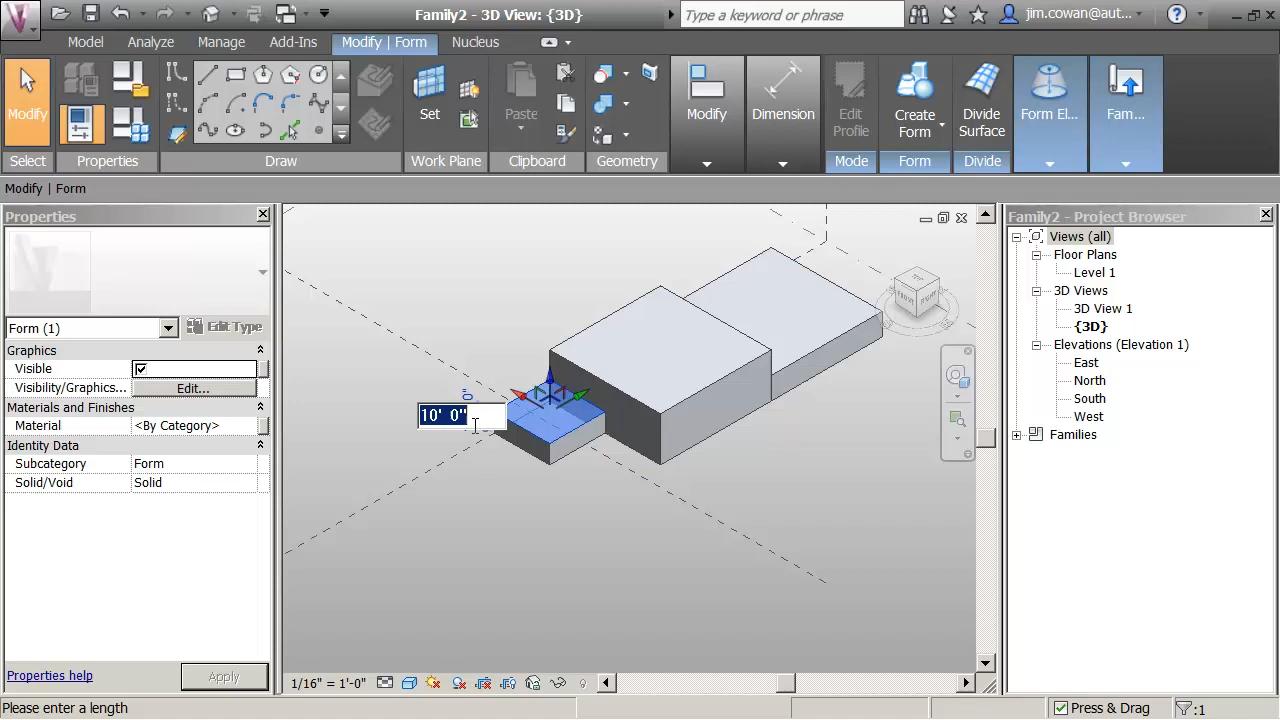 Family2 - 3D View: {3D}
Type a keyword or phrase
jim.cowan@aut...
Model
Analyze
Manage
Add-Ins
Modify | Form
Nucleus
Modify
Set
Paste
Modify
Dimension
Edit
Profile
Create
Form
Divide
Surface
Form El...
Fam...
Select
Properties
Draw
Work Plane
Clipboard
Geometry
Mode
Form
Divide
Modify | Form
Properties
Form (1)
Edit Type
Graphics
Visible
Visibility/Graphics...
Edit...
Materials and Finishes
Material
<By Category>
Identity Data
Subcategory
Form
Solid/Void
Solid
Properties help
Apply
10' 0"
TOP
FRONT
RIGHT
1/16" = 1'-0"
Family2 - Project Browser
Views (all)
Floor Plans
Level 1
3D Views
3D View 1
{3D}
Elevations (Elevation 1)
East
North
South
West
Families
Please enter a length
Press & Drag
:1